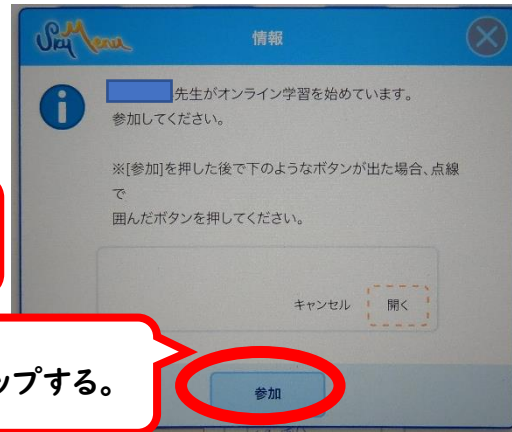 Sky Menu
情報
先生がオンライン学習を始めています。
参加してください。
※[参加]を押した後で下のようなボタンが出た場合、点線
で
囲んだボタンを押してください。
キャンセル 開く
ップする。
参加